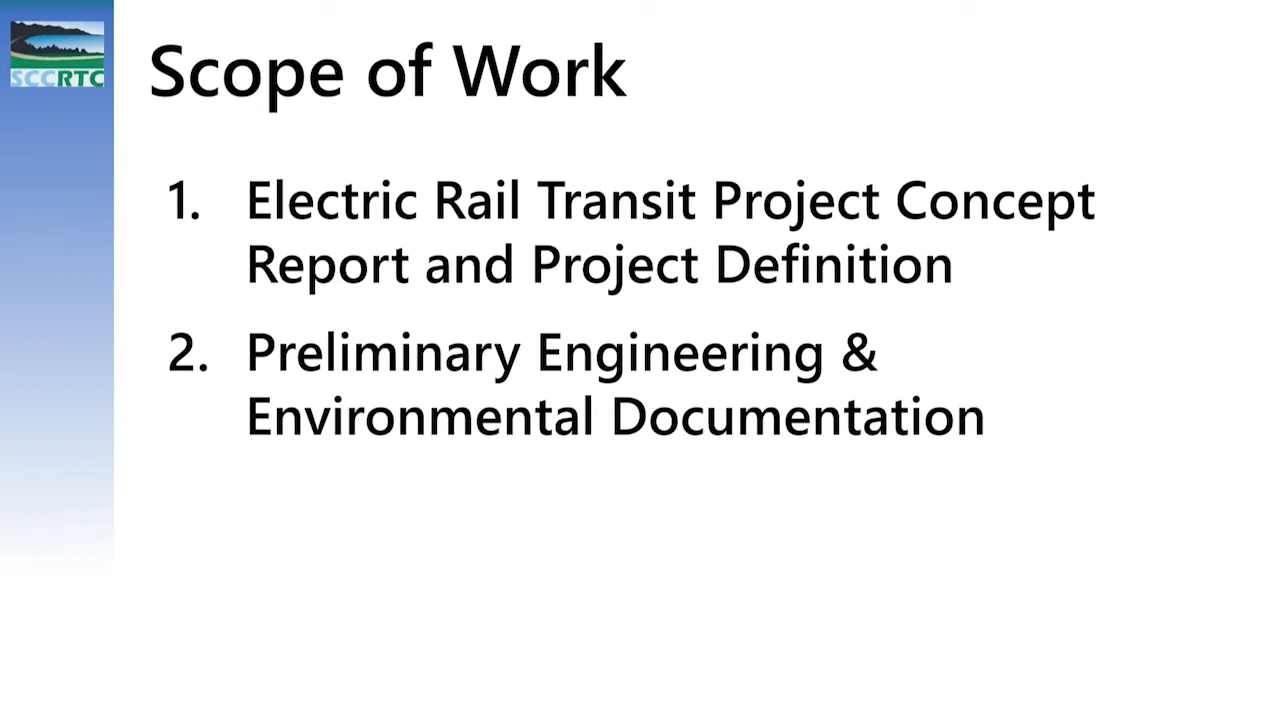 SCCRTC
Scope of Work
1. Electric Rail Transit Project Concept
Report and Project Definition
2. Preliminary Engineering &
Environmental Documentation